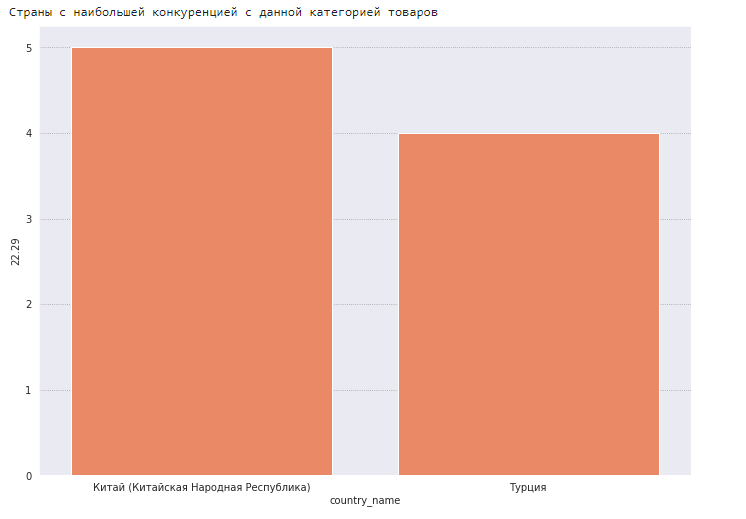 Страны с наибольшей конкуренцией с данной категорией товаров
5
4
3
2
1
0
22.29
Китай (Китайская Народная Республика)
Турция
country_name